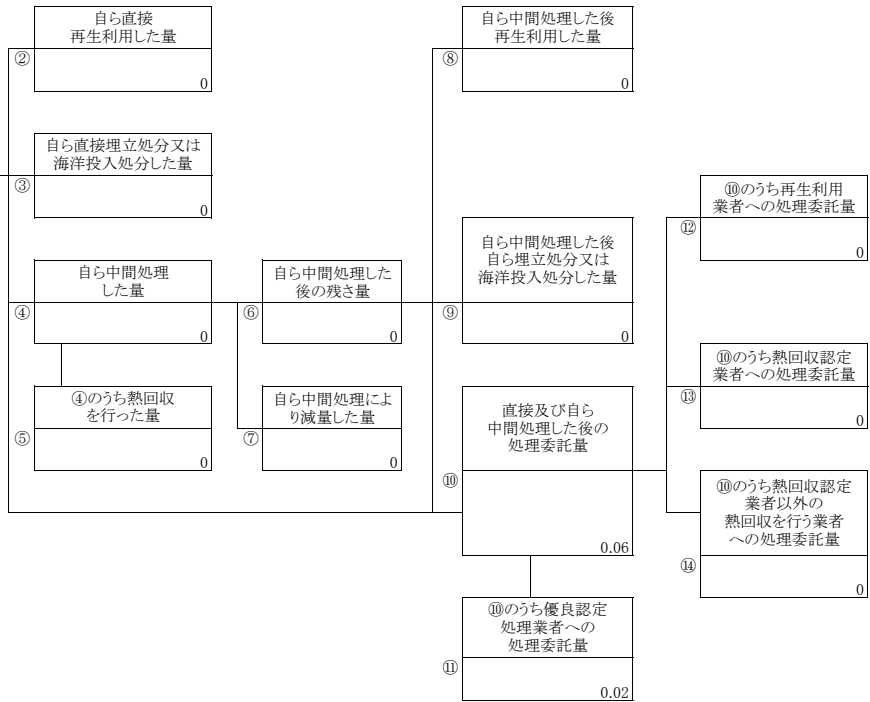 自ら直接
再生利用した量
②
0
自ら直接埋立処分又は
海洋投入処分した量
③
0
自ら中間処理
した量
④
0
④のうち熱回収
を行った量
⑤
0
自ら中間処理した
後の残さ量
⑥
0
自ら中間処理によ
り減量した量
⑦
0
自ら中間処理した後
再生利用した量
⑧
0
自ら中間処理した後
自ら埋立処分又は
海洋投入処分した量
⑨
0
直接及び自ら
中間処理した後の
処理委託量
⑩
0.06
⑩のうち優良認定
処理業者への
処理委託量
⑪
0.02
⑩のうち再生利用
業者への処理委託量
⑫
0
⑩のうち熱回収認定
業者への処理委託量
⑬
0
⑩のうち熱回収認定
業者以外の
熱回収を行う業者
への処理委託量
⑭
0